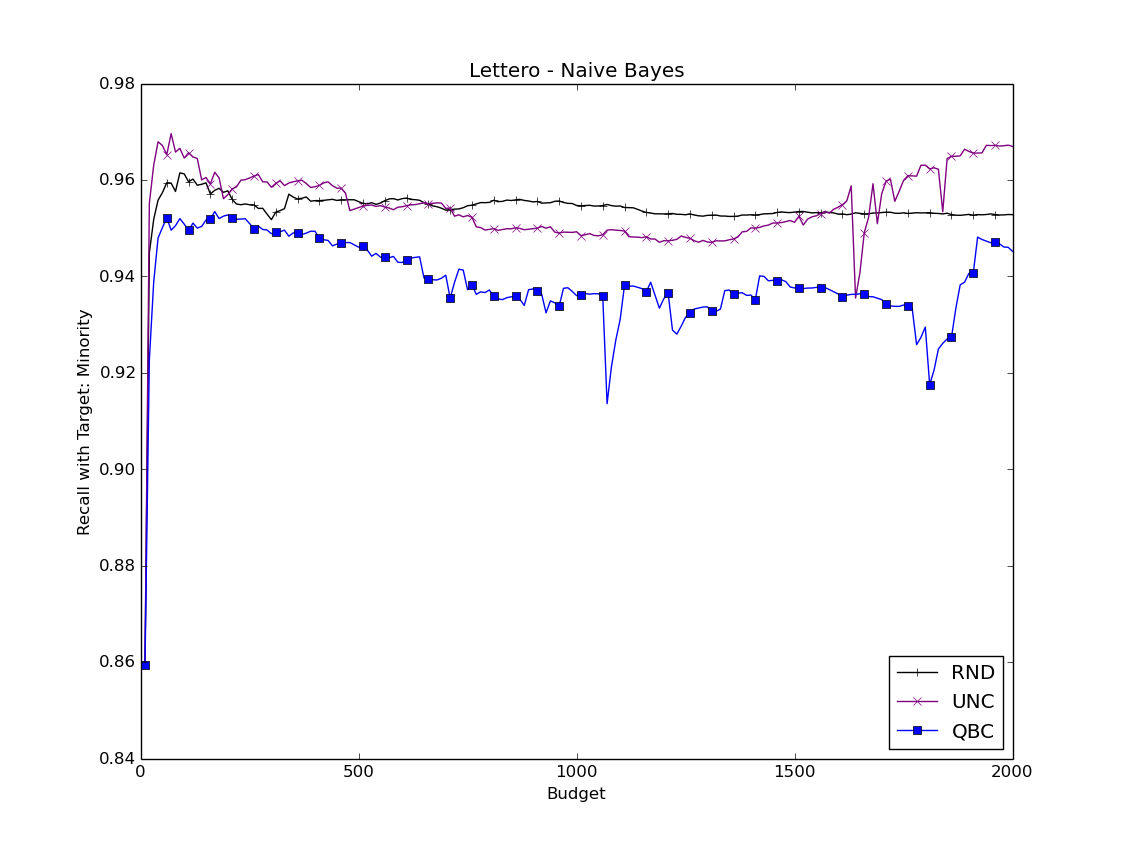 Lettero - Naive Bayes
Recall with Target: Minority
0.98
0.96
0.94
0.92
0.90
0.88
0.86
0.84
0
500
1000
1500
2000
Budget
RND
UNC
QBC